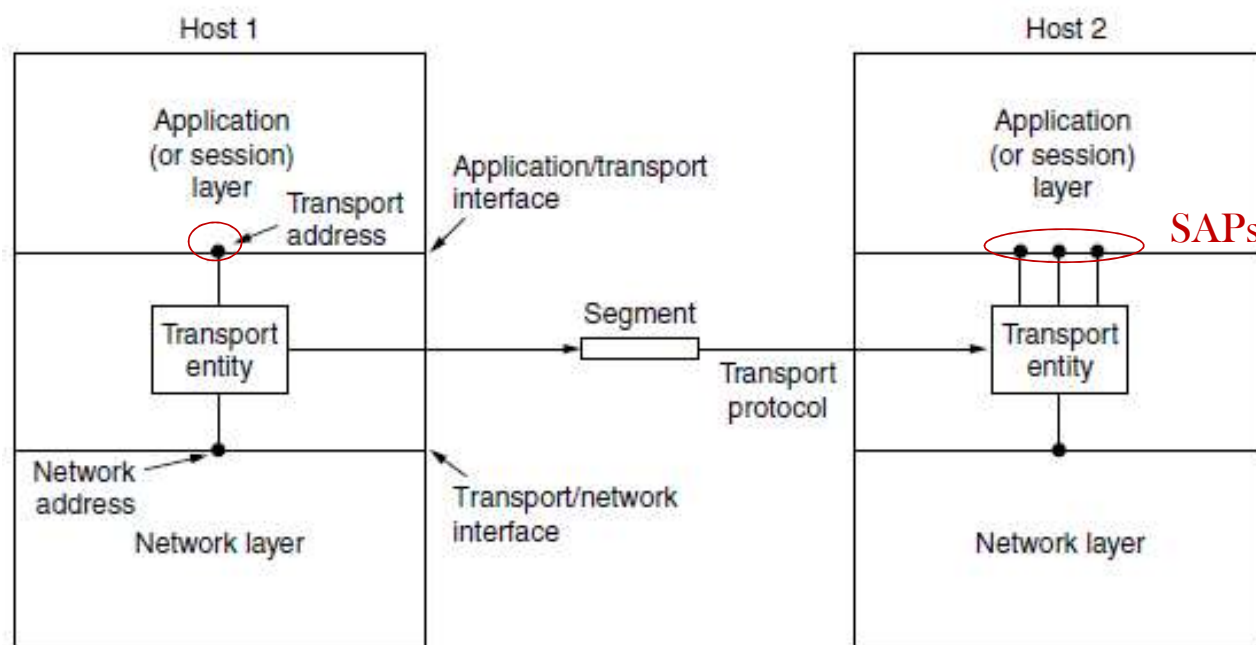 Host 1
Host 2
Application
(or session)
layer
Transport
address
Application/transport
interface
Application
(or session)
layer
SAPs
Transport
entity
Segment
Transport
protocol
Transport
entity
Network
address
Transport/network
interface
Network layer
Network layer